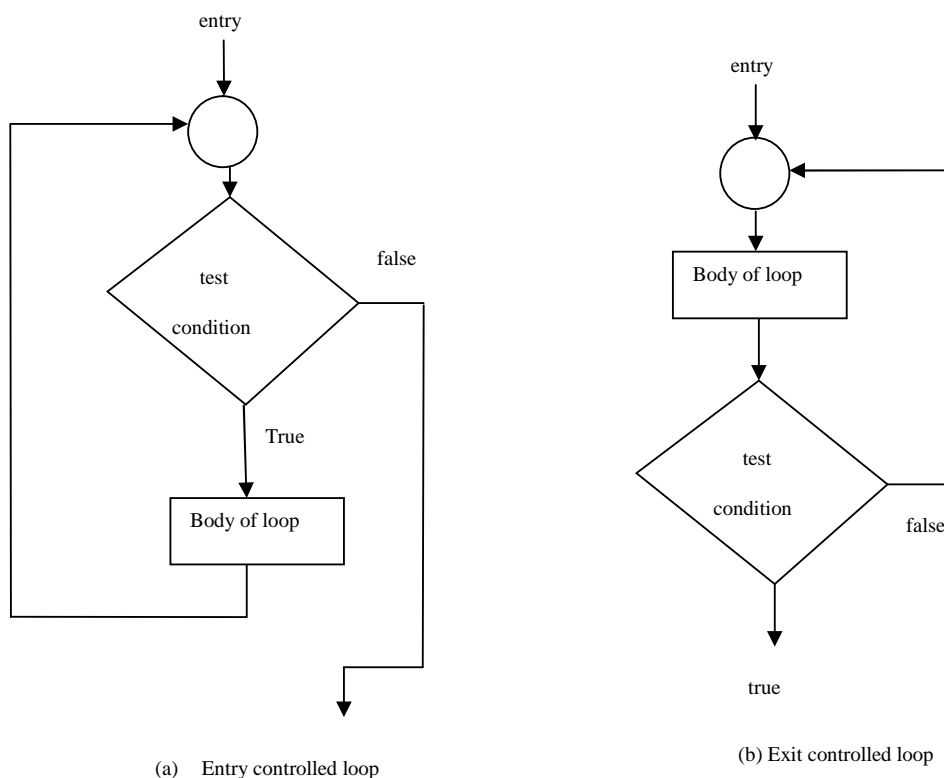 entry
false
test
condition
True
Body of loop
(a) Entry controlled loop
entry
Body of loop
test
condition
false
true
(b) Exit controlled loop